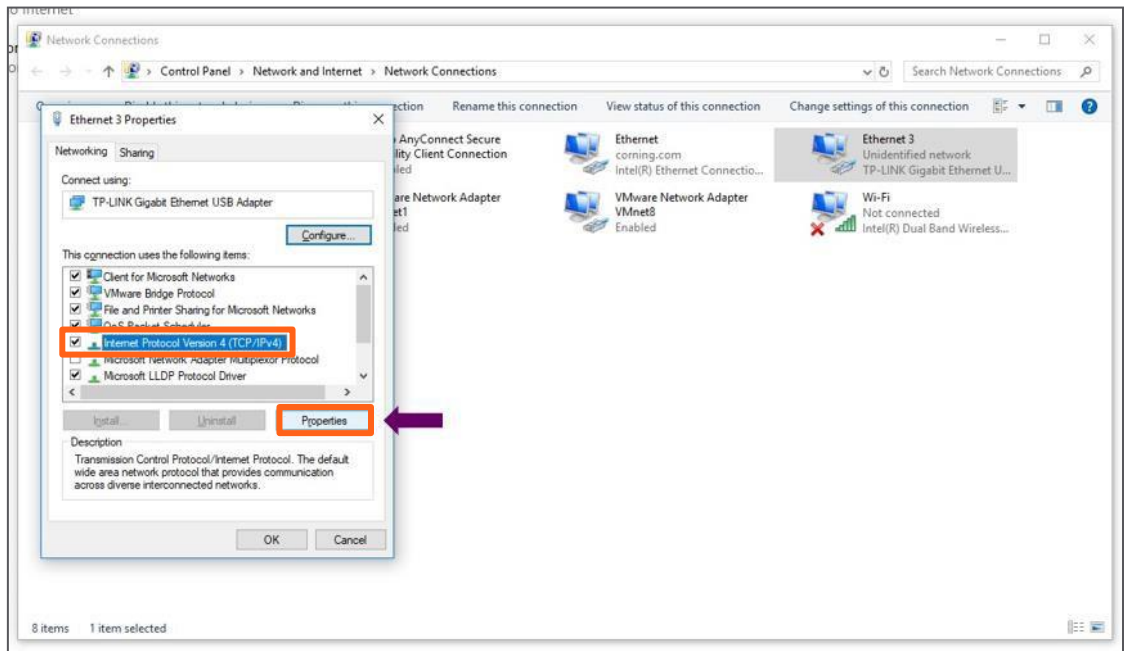 Internet
Network Connections
Control Panel > Network and Internet > Network Connections
Search Network Connections
Rename this connection
View status of this connection
Change settings of this connection
Ethernet 3 Properties
Networking
Sharing
Connect using:
TP-LINK Gigabit Ethernet USB Adapter
Configure...
This connection uses the following items:
Client for Microsoft Networks
VMware Bridge Protocol
File and Printer Sharing for Microsoft Networks
QoS Packet Scheduler
Internet Protocol Version 4 (TCP/IPv4)
Microsoft Network Adapter Multiplexor Protocol
Microsoft LLDP Protocol Driver
Install...
Uninstall
Properties
Description
Transmission Control Protocol/Internet Protocol. The default
wide area network protocol that provides communication
across diverse interconnected networks.
OK
Cancel
AnyConnect Secure
Client Connection
Ethernet
corning.com
Intel(R) Ethernet Connectio...
Ethernet 3
Unidentified network
TP-LINK Gigabit Ethernet U...
Network Adapter
VMware Network Adapter
VMnet8
Enabled
Wi-Fi
Not connected
Intel(R) Dual Band Wireless...
8 items
1 item selected